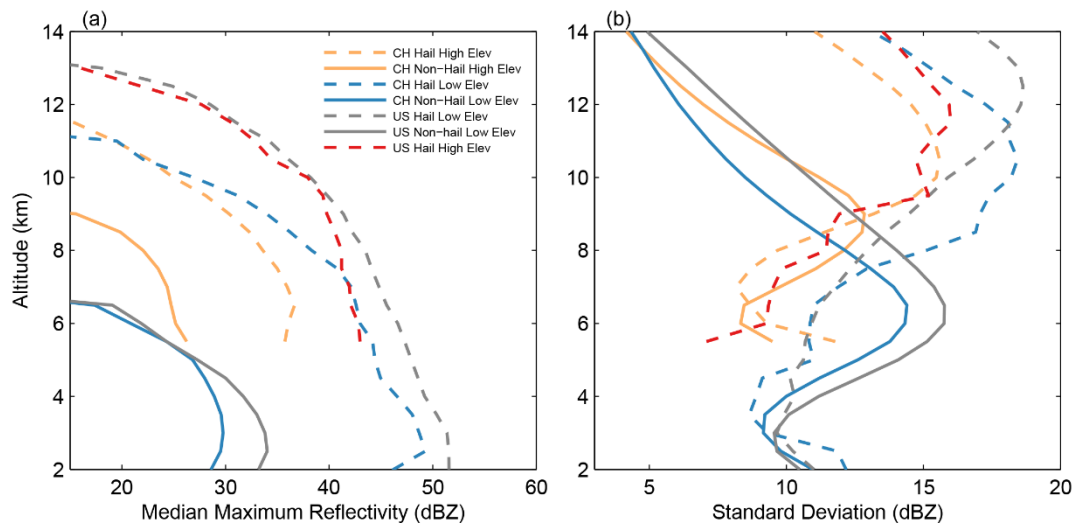 (a)
14
12
10
8
6
4
2
Altitude (km)
20 30 40 50 60
Median Maximum Reflectivity (dBZ)
CH Hail High Elev
CH Non-Hail High Elev
CH Hail Low Elev
CH Non-Hail Low Elev
US Hail Low Elev
US Non-hail Low Elev
US Hail High Elev
(b)
14
12
10
8
6
4
2
5 10 15 20
Standard Deviation (dBZ)